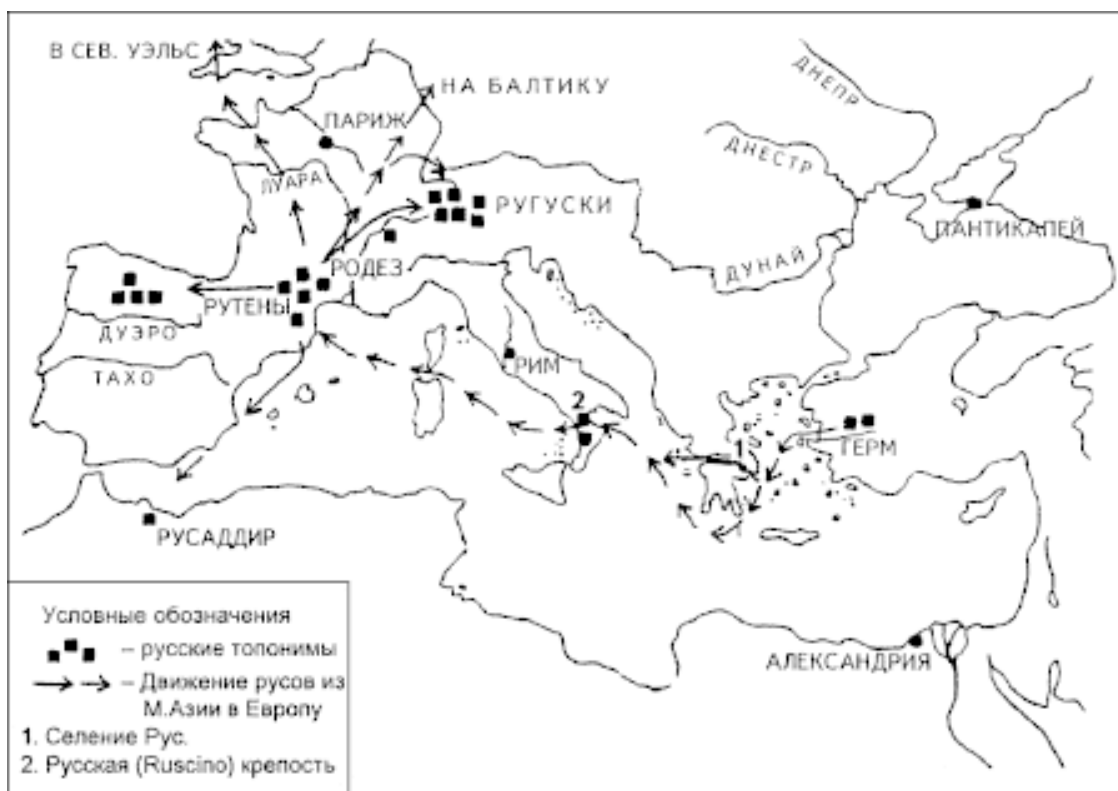 В СЕВ. УЭЛЬС
НА БАЛТИКУ
ПАРИЖ
ДНЕПР
ДНЕСТР
ЛУАРА
РУГУСКИ
ПАНТИКАПЕЙ
ДУНАЙ
РОДЕЗ
РУТЕНЫ
ДУЭРО
РИМ
ТАХО
2
1
ГЕРМ
РУСАДДИР
АЛЕКСАНДРИЯ
Условные обозначения
– русские топонимы
– Движение русов из
М.Азии в Европу
1. Селение Рус.
2. Русская (Ruscino) крепость